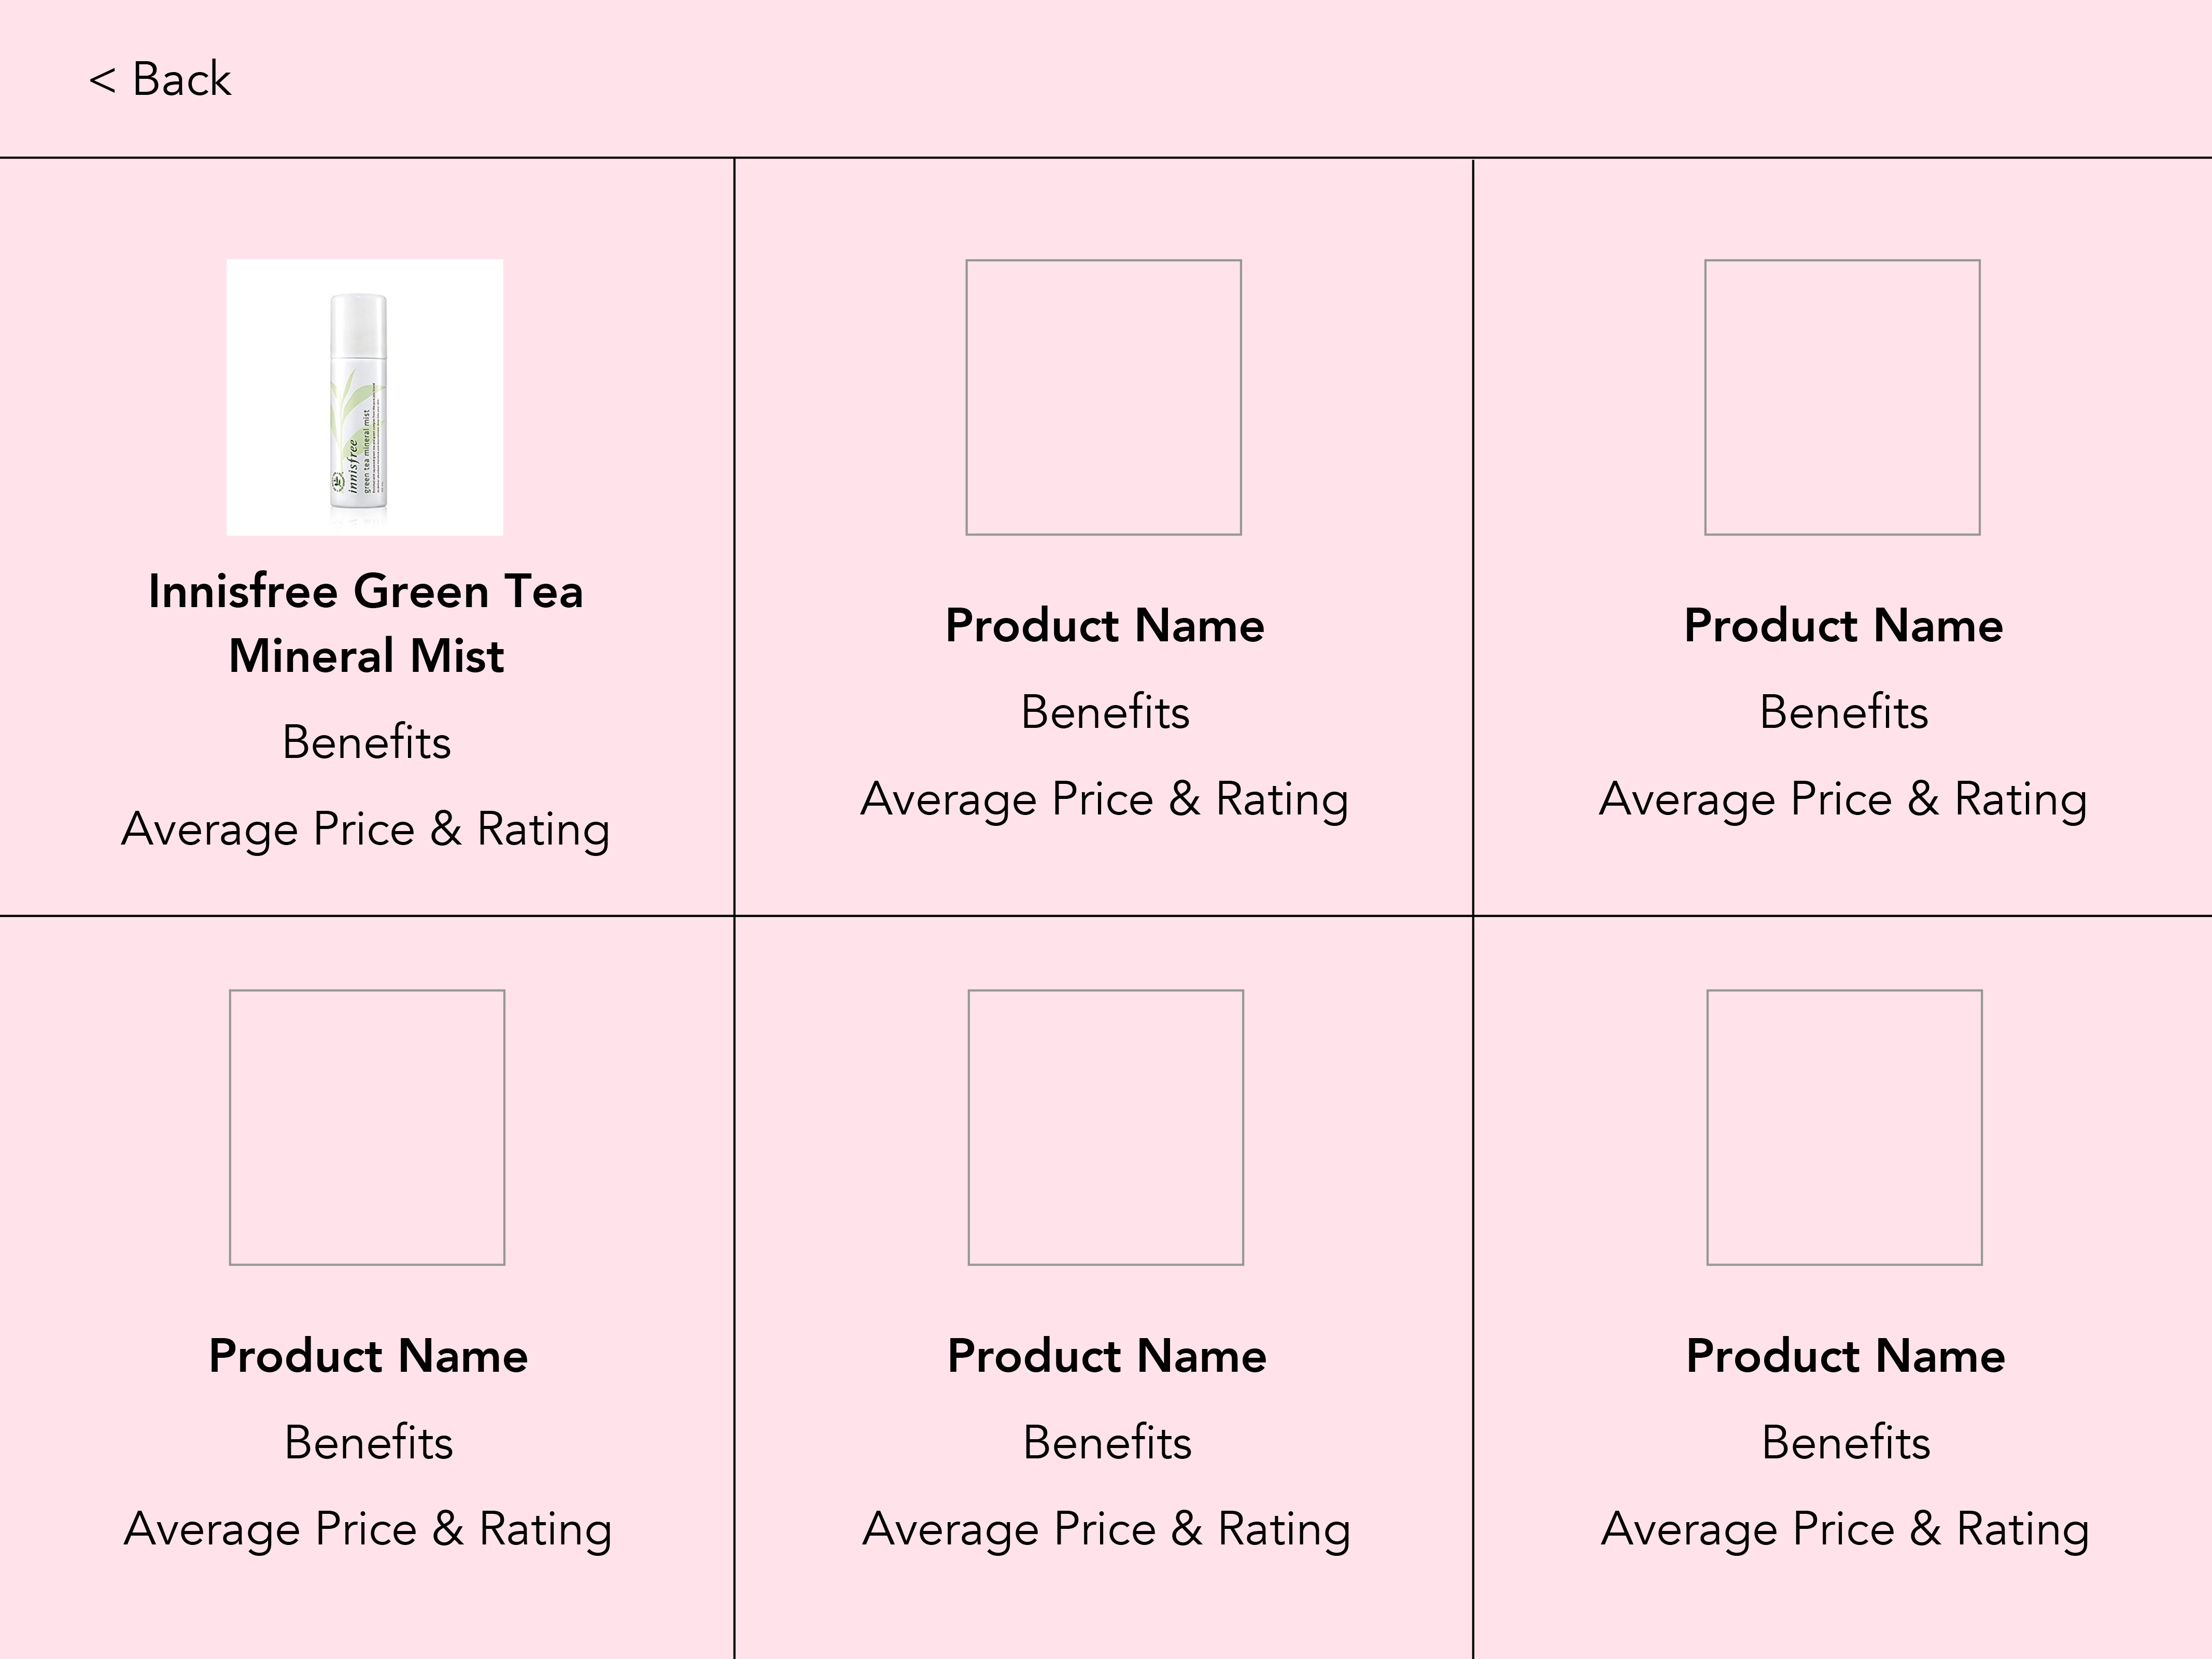 < Back
innisfree
green tea mineral mist
Innisfree Green Tea
Mineral Mist
Benefits
Average Price & Rating
Product Name
Benefits
Average Price & Rating
Product Name
Benefits
Average Price & Rating
Product Name
Benefits
Average Price & Rating
Product Name
Benefits
Average Price & Rating
Product Name
Benefits
Average Price & Rating